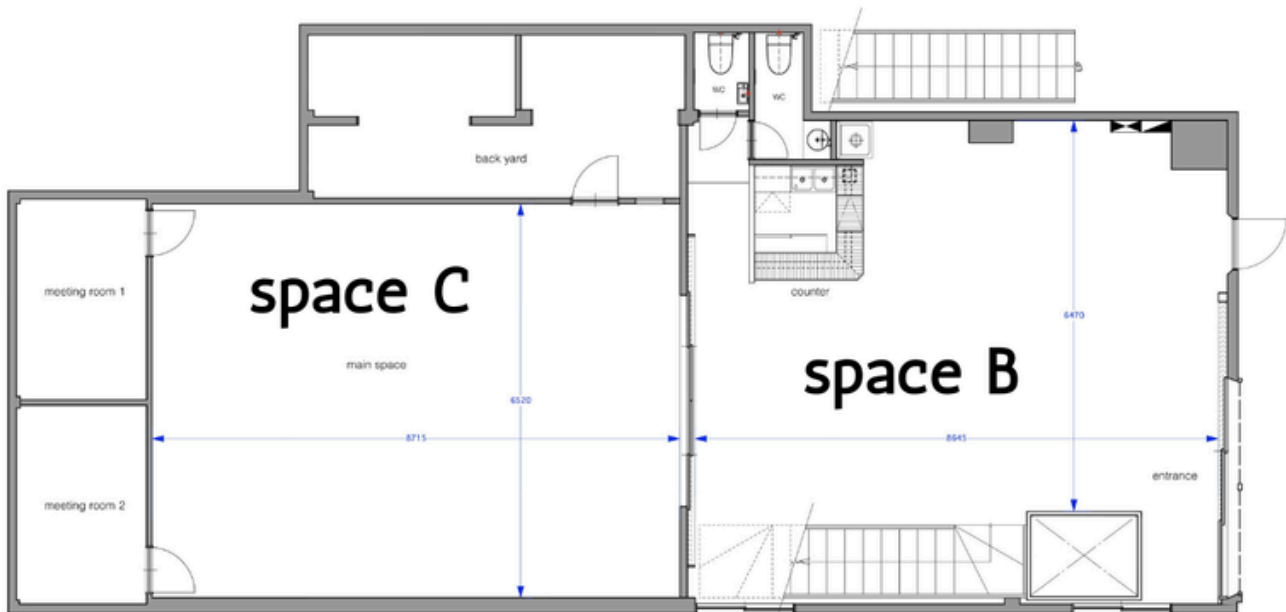 WC
WC
back yard
meeting room 1
space C
counter
6470
main space
space B
6520
8715
8645
entrance
meeting room 2